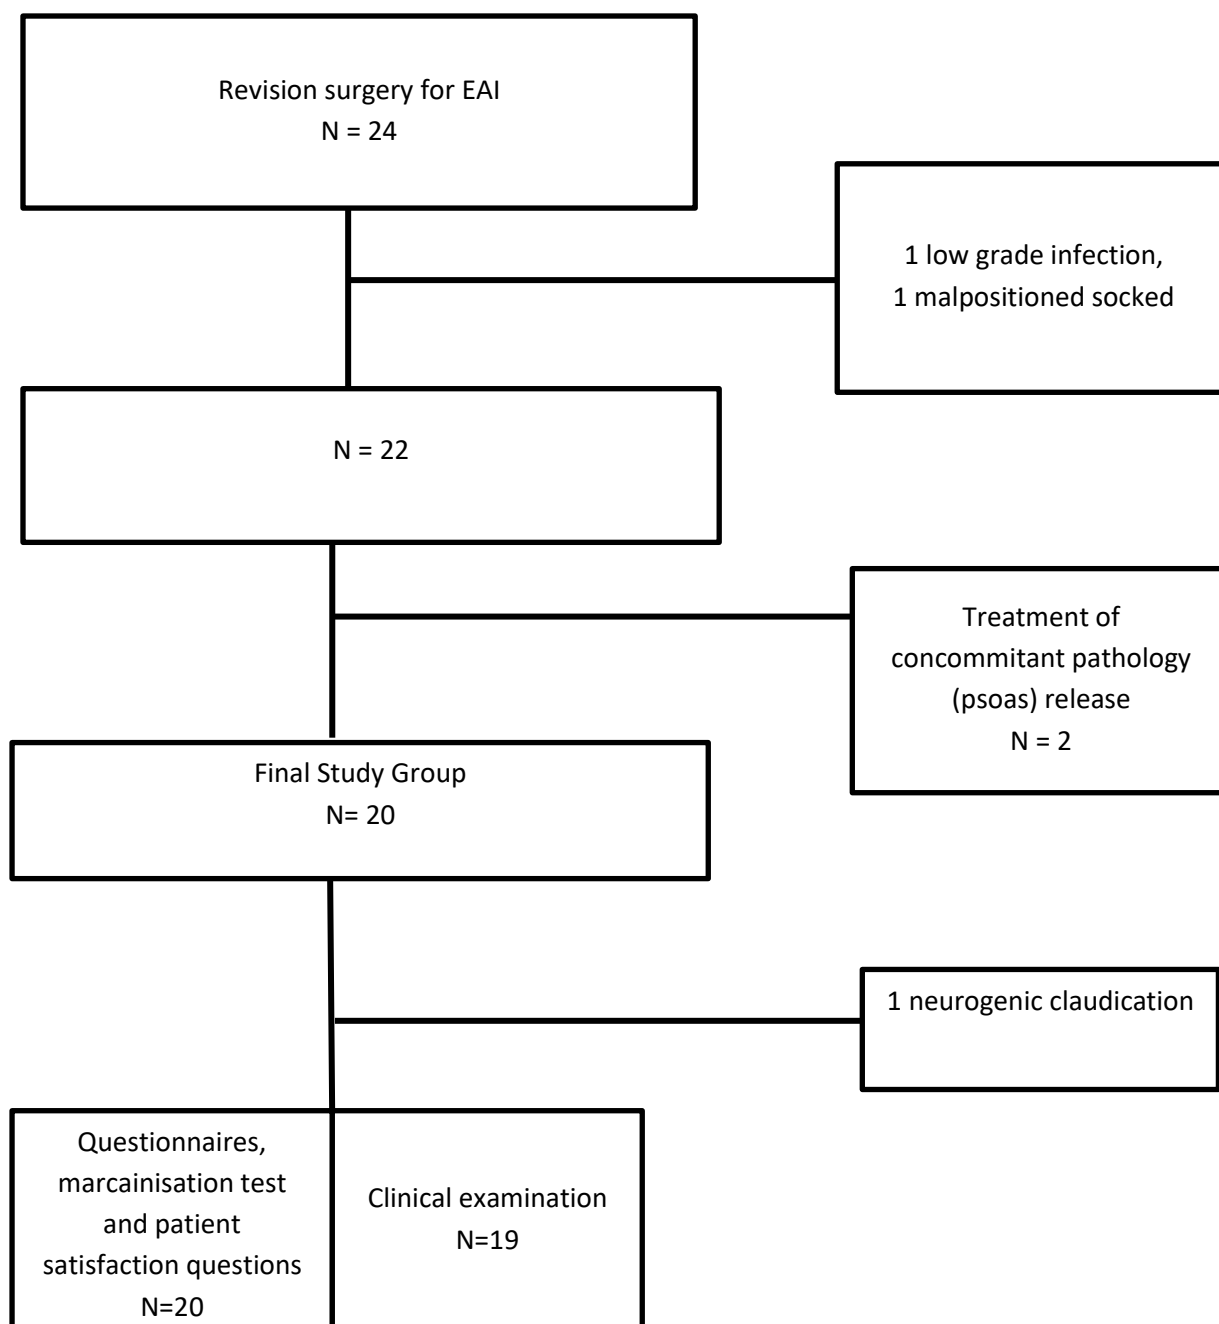 Revision surgery for EAI
N = 24
1 low grade infection,
1 malpositioned socked
N = 22
Treatment of
concommitant pathology
(psoas) release
N = 2
Final Study Group
N= 20
1 neurogenic claudication
Questionnaires,
marcainisation test
and patient
satisfaction questions
N=20
Clinical examination
N=19